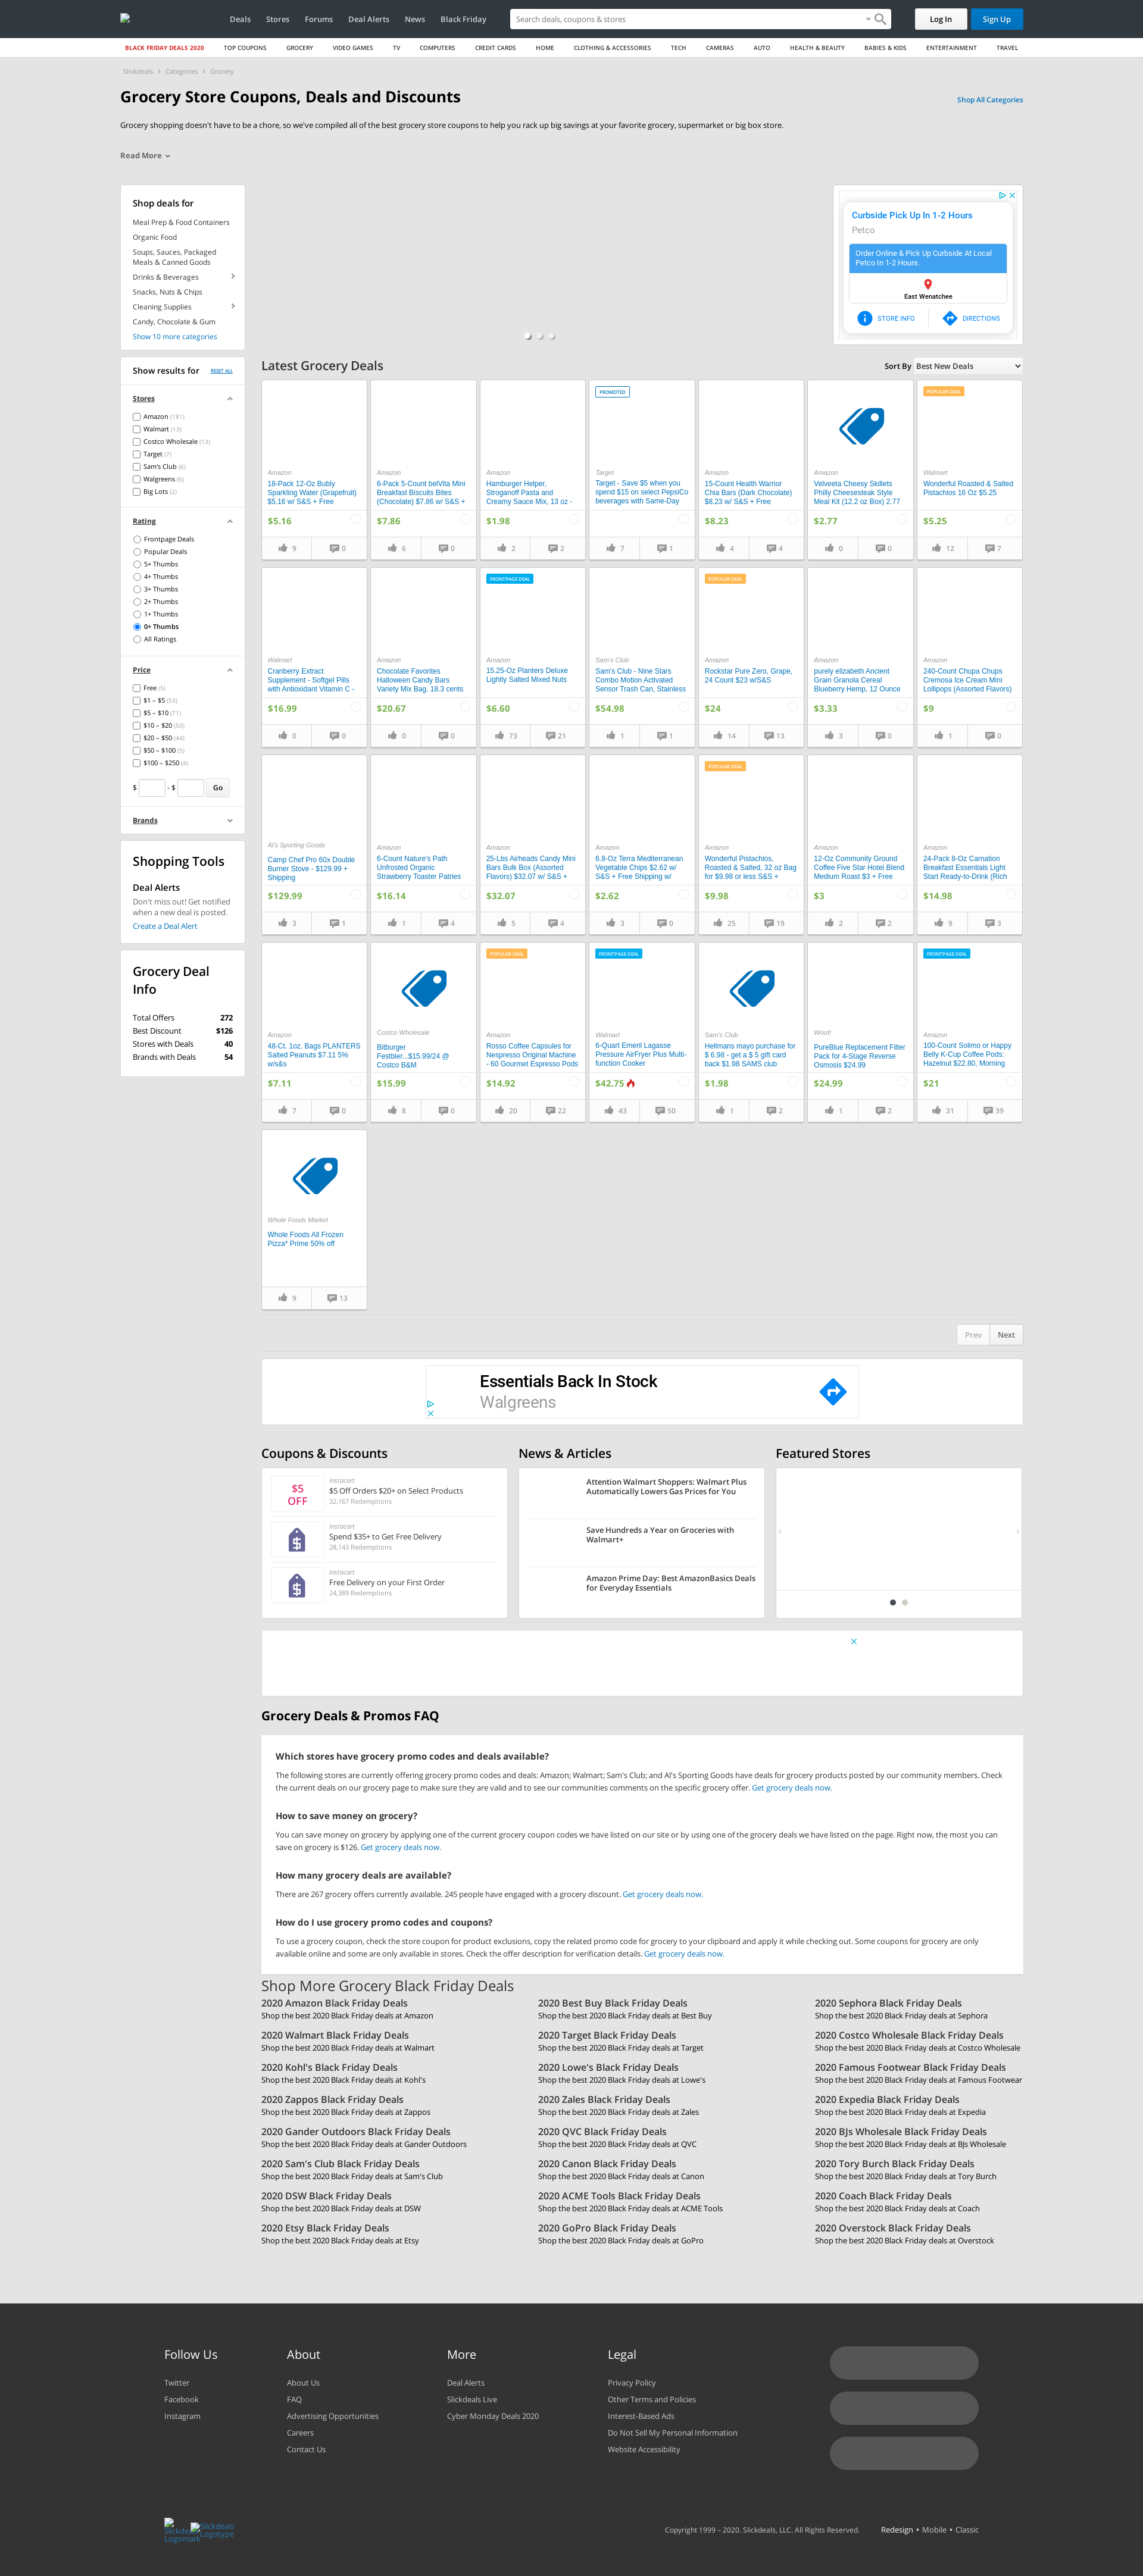 Deals
Stores
Forums
Deal Alerts
News
Black Friday
Search deals, coupons & stores
Log In
Sign Up
BLACK FRIDAY DEALS 2020
TOP COUPONS
GROCERY
VIDEO GAMES
TV
COMPUTERS
CREDIT CARDS
HOME
CLOTHING & ACCESSORIES
TECH
CAMERAS
AUTO
HEALTH & BEAUTY
BABIES & KIDS
ENTERTAINMENT
TRAVEL
Slickdeals > Categories > Grocery
Grocery Store Coupons, Deals and Discounts
Shop All Categories
Grocery shopping doesn't have to be a chore, so we've compiled all of the best grocery store coupons to help you rack up big savings at your favorite grocery, supermarket or big box store.
Read More
Shop deals for
Meal Prep & Food Containers
Organic Food
Soups, Sauces, Packaged
Meals & Canned Goods
Drinks & Beverages
Snacks, Nuts & Chips
Cleaning Supplies
Candy, Chocolate & Gum
Show 10 more categories
Show results for
RESET ALL
Stores
Amazon (181)
Walmart (13)
Costco Wholesale (13)
Target (7)
Sam's Club (6)
Walgreens (6)
Big Lots (2)
Rating
Frontpage Deals
Popular Deals
5+ Thumbs
4+ Thumbs
3+ Thumbs
2+ Thumbs
1+ Thumbs
0+ Thumbs
All Ratings
Price
Free (5)
$1 – $5 (53)
$5 – $10 (71)
$10 – $20 (50)
$20 – $50 (44)
$50 – $100 (5)
$100 – $250 (4)
$ - $ Go
Brands
Shopping Tools
Deal Alerts
Don't miss out! Get notified
when a new deal is posted.
Create a Deal Alert
Grocery Deal
Info
Total Offers 272
Best Discount $126
Stores with Deals 40
Brands with Deals 54
Curbside Pick Up In 1-2 Hours
Petco
Order Online & Pick Up Curbside At Local
Petco In 1-2 Hours.
East Wenatchee
STORE INFO
DIRECTIONS
Latest Grocery Deals
Sort By Best New Deals
Amazon
18-Pack 12-Oz Bubly
Sparkling Water (Grapefruit)
$5.16 w/ S&S + Free
$5.16
9 0
Amazon
6-Pack 5-Count belVita Mini
Breakfast Biscuits Bites
(Chocolate) $7.86 w/ S&S +
$7.86
6 0
Amazon
Hamburger Helper,
Stroganoff Pasta and
Creamy Sauce Mix, 13 oz -
$1.98
2 2
PROMOTED
Target
Target - Save $5 when you
spend $15 on select PepsiCo
beverages with Same-Day
7 1
Amazon
15-Count Health Warrior
Chia Bars (Dark Chocolate)
$8.23 w/ S&S + Free
$8.23
4 4
Amazon
Velveeta Cheesy Skillets
Philly Cheesesteak Style
Meal Kit (12.2 oz Box) 2.77
$2.77
0 0
POPULAR DEAL
Walmart
Wonderful Roasted & Salted
Pistachios 16 Oz $5.25
$5.25
12 7
Walmart
Cranberry Extract
Supplement - Softgel Pills
with Antioxidant Vitamin C -
$16.99
0 0
Amazon
Chocolate Favorites
Halloween Candy Bars
Variety Mix Bag. 18.3 cents
$20.67
0 0
FRONTPAGE DEAL
Amazon
15.25-Oz Planters Deluxe
Lightly Salted Mixed Nuts
$6.60
73 21
Sam's Club
Sam's Club - Nine Stars
Combo Motion Activated
Sensor Trash Can, Stainless
$54.98
1 1
POPULAR DEAL
Amazon
Rockstar Pure Zero, Grape,
24 Count $23 w/S&S
$24
14 13
Amazon
purely elizabeth Ancient
Grain Granola Cereal
Blueberry Hemp, 12 Ounce
$3.33
3 0
Amazon
240-Count Chupa Chups
Cremosa Ice Cream Mini
Lollipops (Assorted Flavors)
$9
1 0
Al's Sporting Goods
Camp Chef Pro 60x Double
Burner Stove - $129.99 +
Shipping
$129.99
3 1
Amazon
6-Count Nature's Path
Unfrosted Organic
Strawberry Toaster Patries
$16.14
1 4
Amazon
25-Lbs Airheads Candy Mini
Bars Bulk Box (Assorted
Flavors) $32.07 w/ S&S +
$32.07
5 4
Amazon
6.8-Oz Terra Mediterranean
Vegetable Chips $2.62 w/
S&S + Free Shipping w/
$2.62
3 0
POPULAR DEAL
Amazon
Wonderful Pistachios,
Roasted & Salted, 32 oz Bag
for $9.98 or less S&S +
$9.98
25 19
Amazon
12-Oz Community Ground
Coffee Five Star Hotel Blend
Medium Roast $3 + Free
$3
2 2
Amazon
24-Pack 8-Oz Carnation
Breakfast Essentials Light
Start Ready-to-Drink (Rich
$14.98
9 3
Amazon
48-Ct. 1oz. Bags PLANTERS
Salted Peanuts $7.11 5%
w/s&s
$7.11
7 0
Costco Wholesale
Bitburger
Festbier...$15.99/24 @
Costco B&M
$15.99
8 0
POPULAR DEAL
Amazon
Rosso Coffee Capsules for
Nespresso Original Machine
- 60 Gourmet Espresso Pods
$14.92
20 22
FRONTPAGE DEAL
Walmart
6-Quart Emeril Lagasse
Pressure AirFryer Plus Multi-
function Cooker
$42.75
43 50
Sam's Club
Hellmans mayo purchase for
$ 6.98 - get a $ 5 gift card
back $1.98 SAMS club
$1.98
1 2
Woot!
PureBlue Replacement Filter
Pack for 4-Stage Reverse
Osmosis $24.99
$24.99
1 2
FRONTPAGE DEAL
Amazon
100-Count Solimo or Happy
Belly K-Cup Coffee Pods:
Hazelnut $22.80, Morning
$21
31 39
Whole Foods Market
Whole Foods All Frozen
Pizza* Prime 50% off
9 13
Prev
Next
Essentials Back In Stock
Walgreens
Coupons & Discounts
$5
OFF
Instacart
$5 Off Orders $20+ on Select Products
32,167 Redemptions
Instacart
Spend $35+ to Get Free Delivery
28,143 Redemptions
Instacart
Free Delivery on your First Order
24,389 Redemptions
News & Articles
Attention Walmart Shoppers: Walmart Plus
Automatically Lowers Gas Prices for You
Save Hundreds a Year on Groceries with
Walmart+
Amazon Prime Day: Best AmazonBasics Deals
for Everyday Essentials
Featured Stores
Grocery Deals & Promos FAQ
Which stores have grocery promo codes and deals available?
The following stores are currently offering grocery promo codes and deals: Amazon; Walmart; Sam's Club; and Al's Sporting Goods have deals for grocery products posted by our community members. Check
the current deals on our grocery page to make sure they are valid and to see our communities comments on the specific grocery offer. Get grocery deals now.
How to save money on grocery?
You can save money on grocery by applying one of the current grocery coupon codes we have listed on our site or by using one of the grocery deals we have listed on the page. Right now, the most you can
save on grocery is $126. Get grocery deals now.
How many grocery deals are available?
There are 267 grocery offers currently available. 245 people have engaged with a grocery discount. Get grocery deals now.
How do I use grocery promo codes and coupons?
To use a grocery coupon, check the store coupon for product exclusions, copy the related promo code for grocery to your clipboard and apply it while checking out. Some coupons for grocery are only
available online and some are only available in stores. Check the offer description for verification details. Get grocery deals now.
Shop More Grocery Black Friday Deals
2020 Amazon Black Friday Deals
Shop the best 2020 Black Friday deals at Amazon
2020 Best Buy Black Friday Deals
Shop the best 2020 Black Friday deals at Best Buy
2020 Sephora Black Friday Deals
Shop the best 2020 Black Friday deals at Sephora
2020 Walmart Black Friday Deals
Shop the best 2020 Black Friday deals at Walmart
2020 Target Black Friday Deals
Shop the best 2020 Black Friday deals at Target
2020 Costco Wholesale Black Friday Deals
Shop the best 2020 Black Friday deals at Costco Wholesale
2020 Kohl's Black Friday Deals
Shop the best 2020 Black Friday deals at Kohl's
2020 Lowe's Black Friday Deals
Shop the best 2020 Black Friday deals at Lowe's
2020 Famous Footwear Black Friday Deals
Shop the best 2020 Black Friday deals at Famous Footwear
2020 Zappos Black Friday Deals
Shop the best 2020 Black Friday deals at Zappos
2020 Zales Black Friday Deals
Shop the best 2020 Black Friday deals at Zales
2020 Expedia Black Friday Deals
Shop the best 2020 Black Friday deals at Expedia
2020 Gander Outdoors Black Friday Deals
Shop the best 2020 Black Friday deals at Gander Outdoors
2020 QVC Black Friday Deals
Shop the best 2020 Black Friday deals at QVC
2020 BJs Wholesale Black Friday Deals
Shop the best 2020 Black Friday deals at BJs Wholesale
2020 Sam's Club Black Friday Deals
Shop the best 2020 Black Friday deals at Sam's Club
2020 Canon Black Friday Deals
Shop the best 2020 Black Friday deals at Canon
2020 Tory Burch Black Friday Deals
Shop the best 2020 Black Friday deals at Tory Burch
2020 DSW Black Friday Deals
Shop the best 2020 Black Friday deals at DSW
2020 ACME Tools Black Friday Deals
Shop the best 2020 Black Friday deals at ACME Tools
2020 Coach Black Friday Deals
Shop the best 2020 Black Friday deals at Coach
2020 Etsy Black Friday Deals
Shop the best 2020 Black Friday deals at Etsy
2020 GoPro Black Friday Deals
Shop the best 2020 Black Friday deals at GoPro
2020 Overstock Black Friday Deals
Shop the best 2020 Black Friday deals at Overstock
Follow Us
Twitter
Facebook
Instagram
About
About Us
FAQ
Advertising Opportunities
Careers
Contact Us
More
Deal Alerts
Slickdeals Live
Cyber Monday Deals 2020
Legal
Privacy Policy
Other Terms and Policies
Interest-Based Ads
Do Not Sell My Personal Information
Website Accessibility
Slickdeals
Logomark
Slickdeals
Logotype
Copyright 1999 – 2020. Slickdeals, LLC. All Rights Reserved.
Redesign • Mobile • Classic